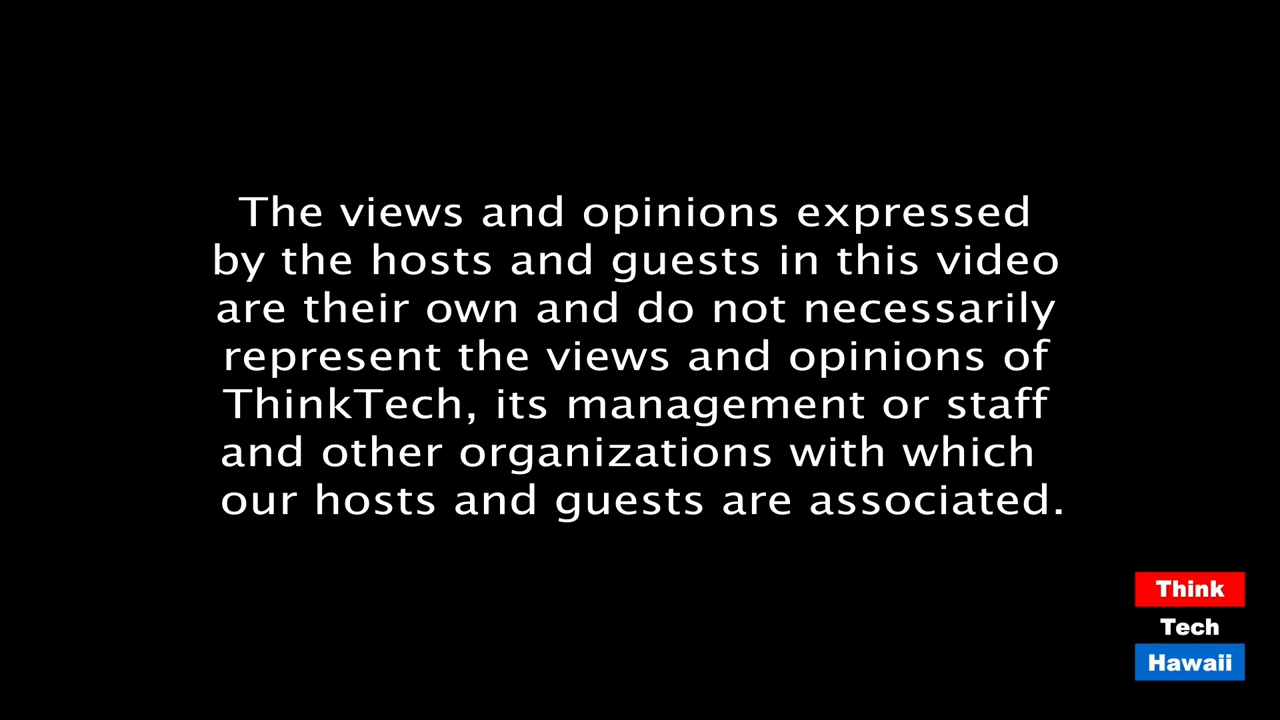 The views and opinions expressed
by the hosts and guests in this video
are their own and do not necessarily
represent the views and opinions of
ThinkTech, its management or staff
and other organizations with which
our hosts and guests are associated.
Think
Tech
Hawaii